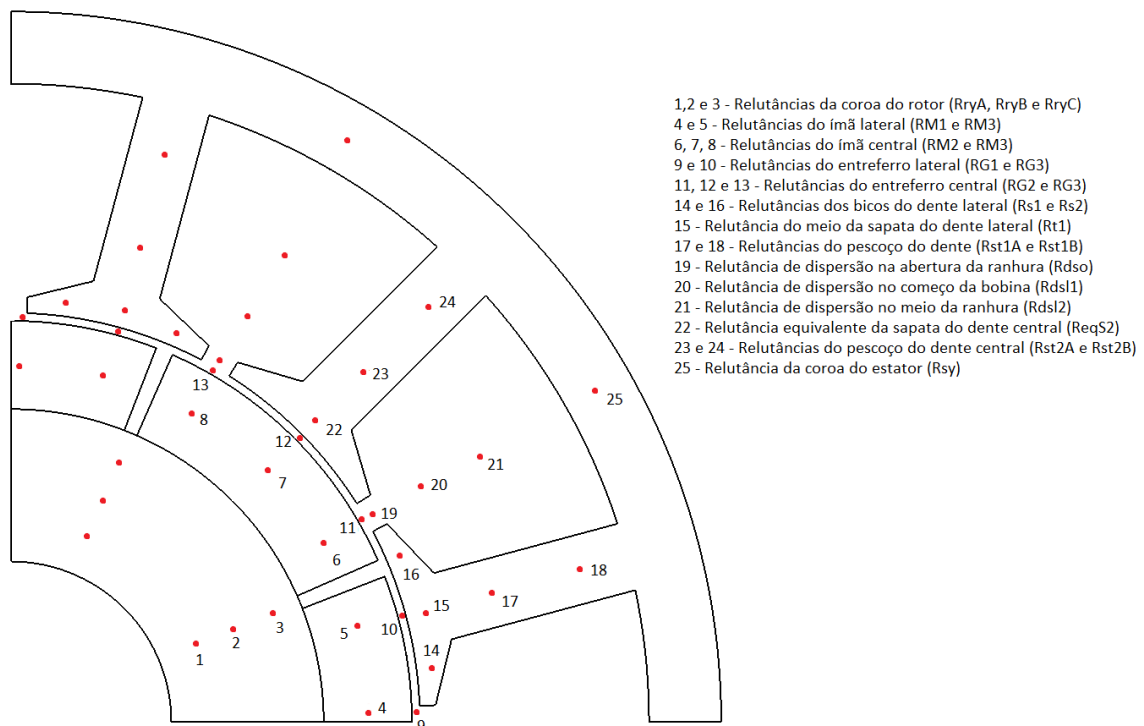 1,2 e 3 - Relutâncias da coroa do rotor (RryA, RryB e RryC)
4 e 5 - Relutâncias do ímã lateral (RM1 e RM3)
6, 7, 8 - Relutâncias do ímã central (RM2 e RM3)
9 e 10 - Relutâncias do entreferro lateral (RG1 e RG3)
11, 12 e 13 - Relutâncias do entreferro central (RG2 e RG3)
14 e 16 - Relutâncias dos bicos do dente lateral (Rs1 e Rs2)
15 - Relutância do meio da sapata do dente lateral (Rt1)
17 e 18 - Relutâncias do pescoço do dente (Rst1A e Rst1B)
19 - Relutância de dispersão na abertura da ranhura (Rdso)
20 - Relutância de dispersão no começo da bobina (Rdsl1)
21 - Relutância de dispersão no meio da ranhura (Rdsl2)
22 - Relutância equivalente da sapata do dente central (ReqS2)
23 e 24 - Relutâncias do pescoço do dente central (Rst2A e Rst2B)
25 - Relutância da coroa do estator (Rsy)
24
13
23
25
8
22
12
21
7
20
19
11
6
16
18
17
15
3
5
10
2
1
14
4
9